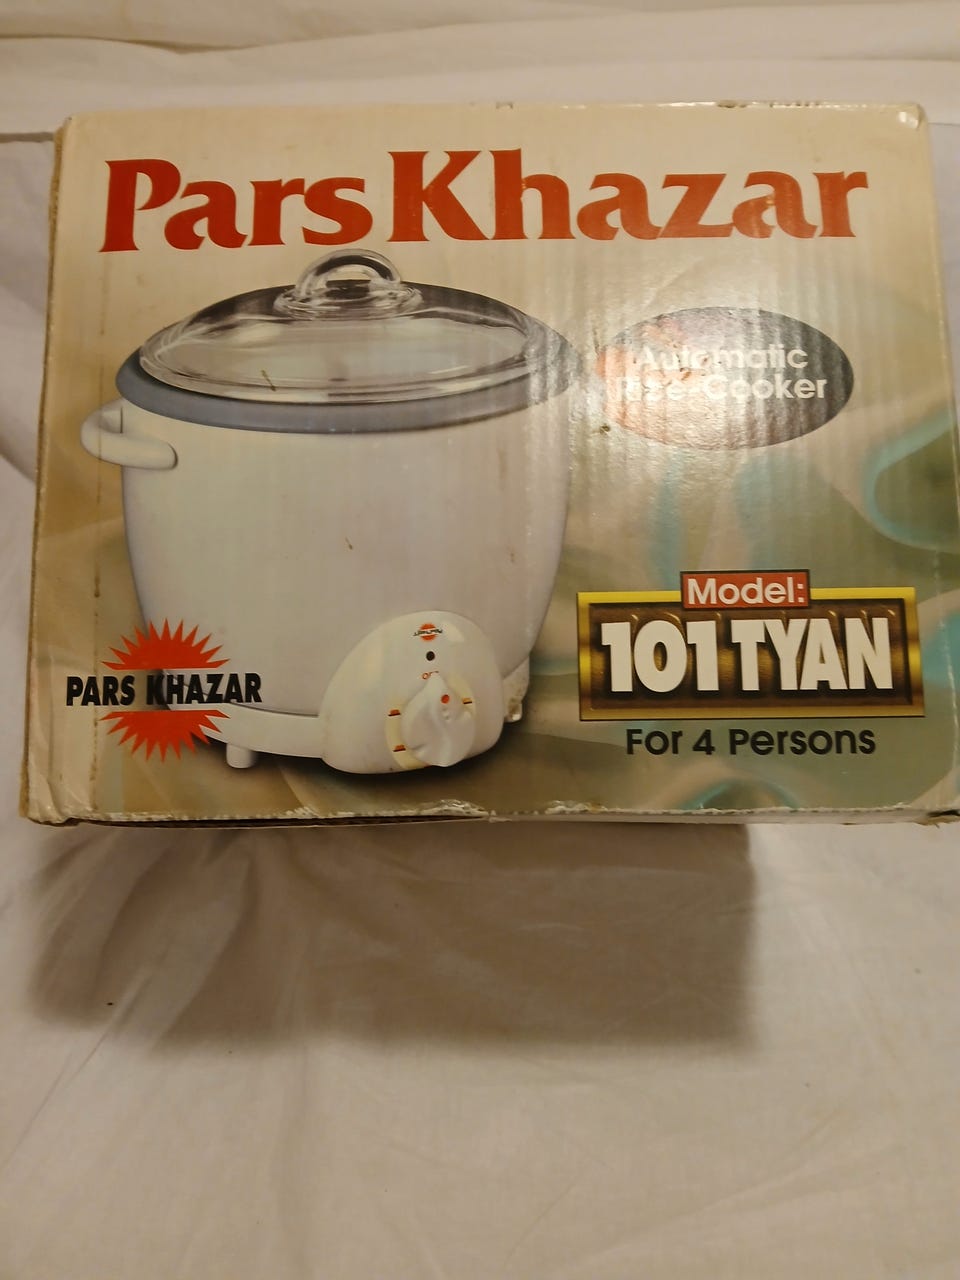 Pars Khazar
Automatic
Rice Cooker
Model:
101 TYAN
For 4 Persons
PARS KHAZAR